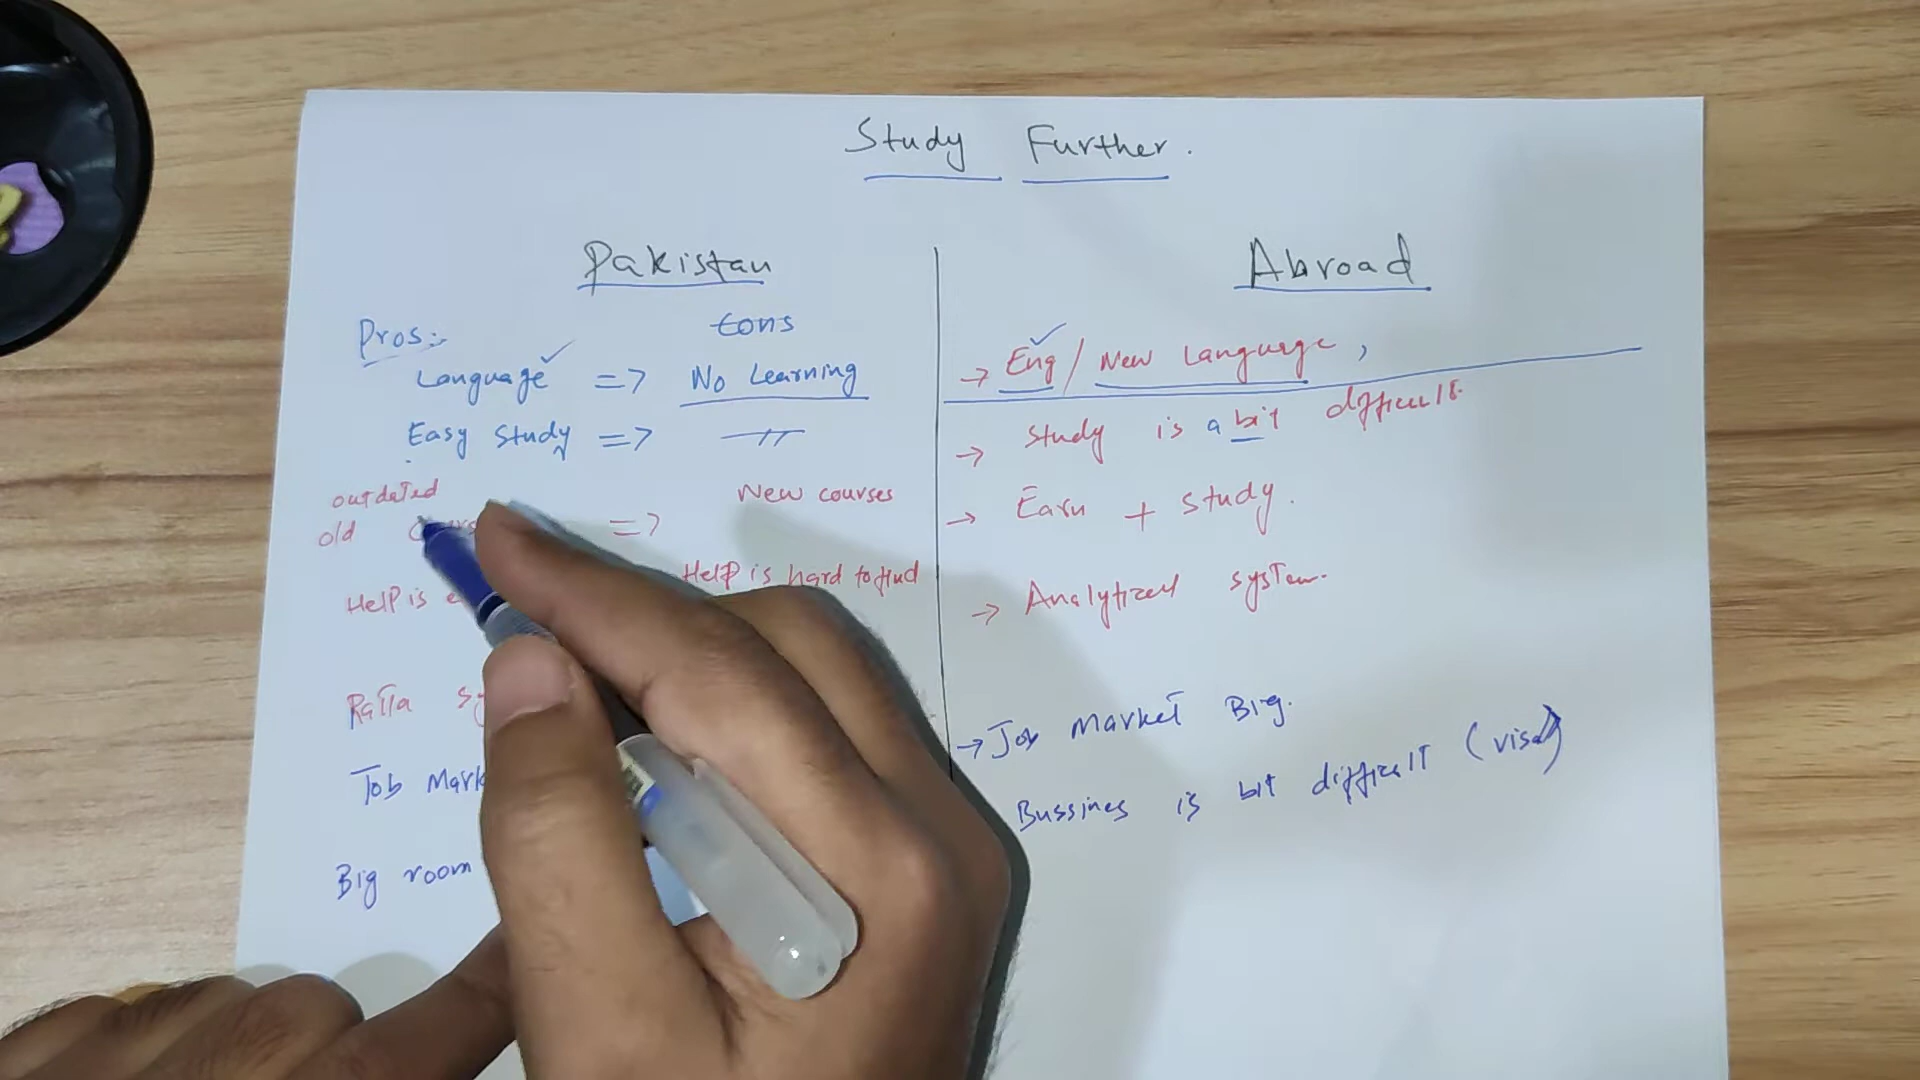 Study Further.
Pakistan
Pros:-
cons
Language => No Learning
Easy Study =>
outdated
old => New courses
Help is
Help is hard to find
Ratta
Job Mark
Big room
Abroad
→ Eng / New Language,
→ Study is a bit difficult.
→ Earn + Study.
→ Analytical system.
→ Job Market Big.
Bussines is bit difficult (visa)